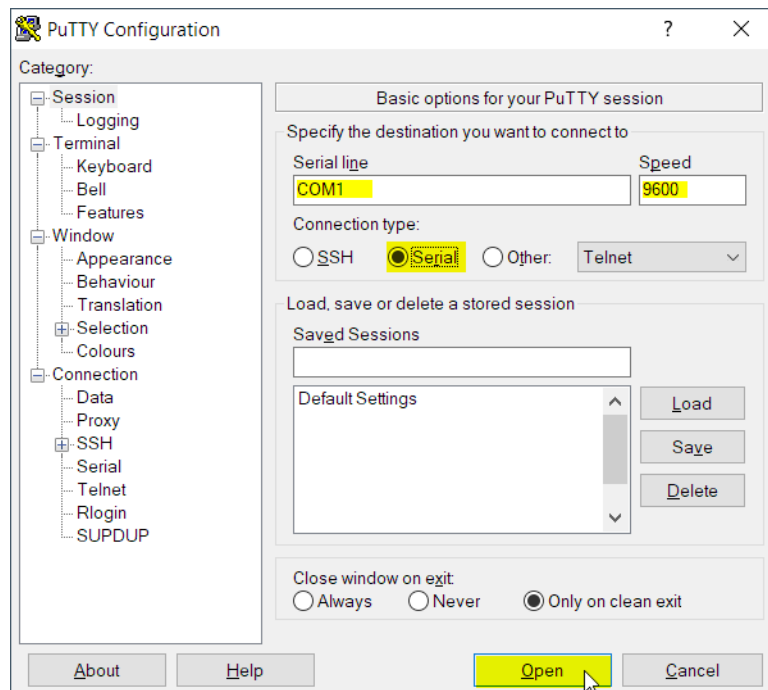 PuTTY Configuration
?
Category:
Session
Logging
Terminal
Keyboard
Bell
Features
Window
Appearance
Behaviour
Translation
Selection
Colours
Connection
Data
Proxy
SSH
Serial
Telnet
Rlogin
SUPDUP
Basic options for your PuTTY session
Specify the destination you want to connect to
Serial line Speed
COM1 9600
Connection type:
SSH Serial Other: Telnet
Load, save or delete a stored session
Saved Sessions
Default Settings
Load
Save
Delete
Close window on exit:
Always Never Only on clean exit
About Help Open Cancel